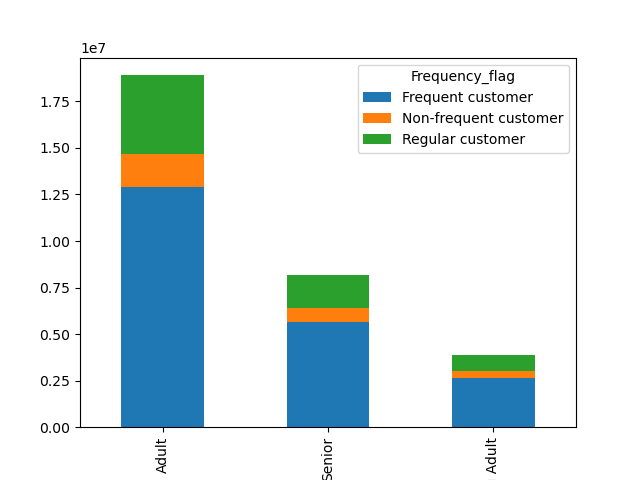 1e7
Frequency_flag
Frequent customer
Non-frequent customer
Regular customer
1.75
1.50
1.25
1.00
0.75
0.50
0.25
0.00
Adult
Senior
Adult